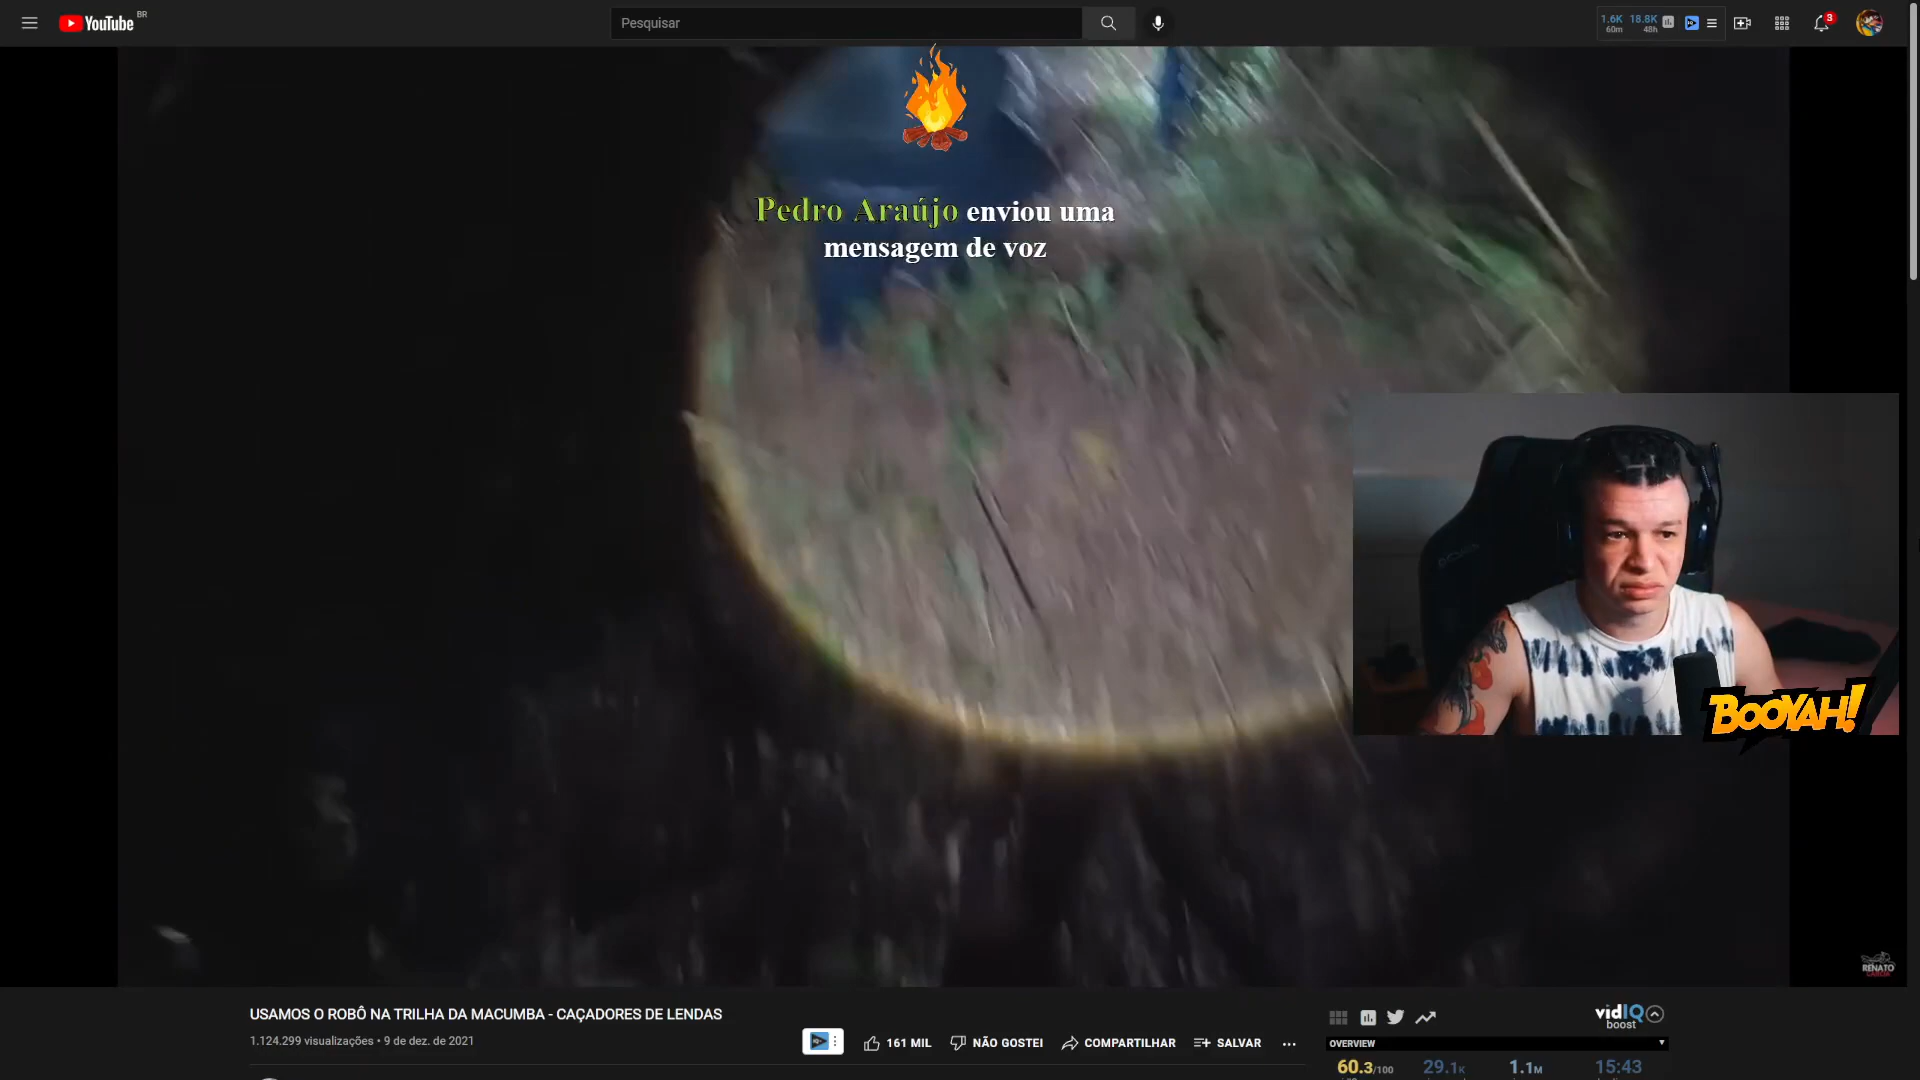 YouTube BR
Pesquisar
1.6K 18.8K
60m 48h
3
Pedro Araújo enviou uma
mensagem de voz
BOOYAH!
RENATO
GARCIA
USAMOS O ROBÔ NA TRILHA DA MACUMBA - CAÇADORES DE LENDAS
1.124.299 visualizações • 9 de dez. de 2021
161 MIL
NÃO GOSTEI
COMPARTILHAR
SALVAR
vidIQ
boost
OVERVIEW
60.3/100 29.1K 1.1M 15:43